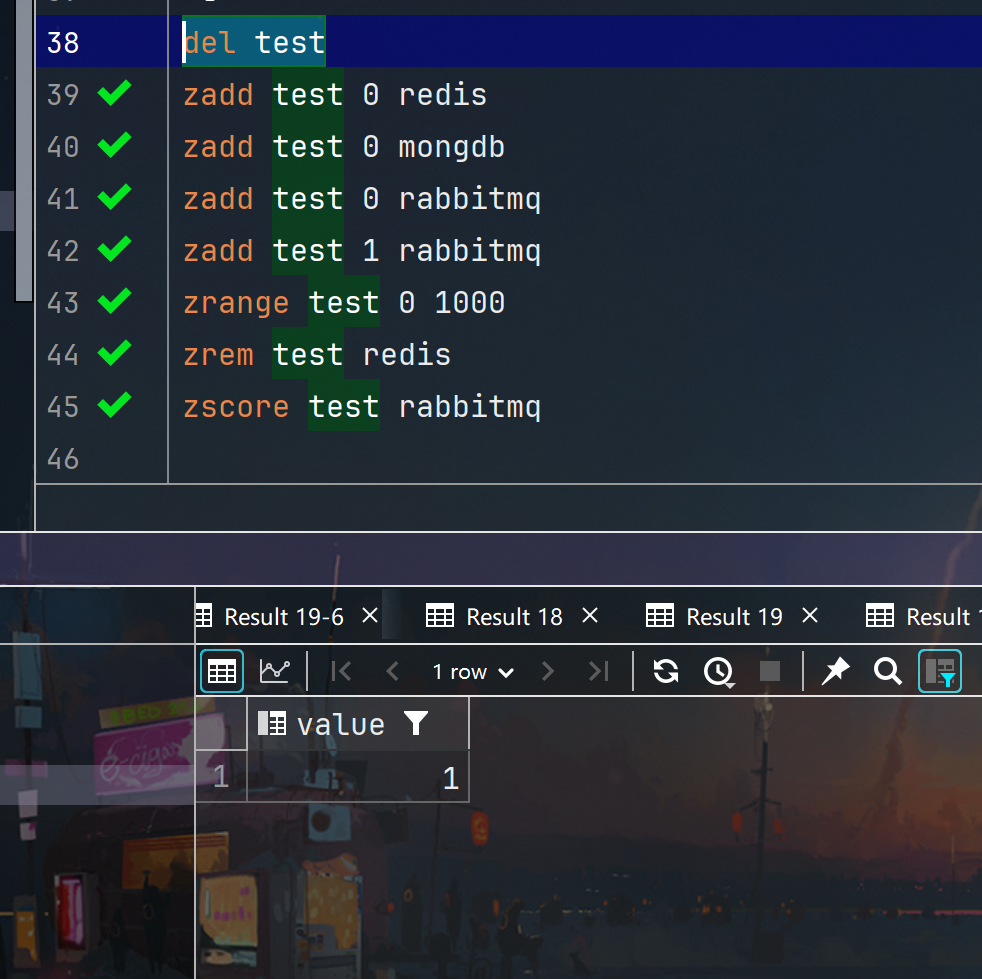 38 del test
39 zadd test 0 redis
40 zadd test 0 mongdb
41 zadd test 0 rabbitmq
42 zadd test 1 rabbitmq
43 zrange test 0 1000
44 zrem test redis
45 zscore test rabbitmq
46
Result 19-6 Result 18 Result 19 Result
1 row
value
1 1
e-cigar